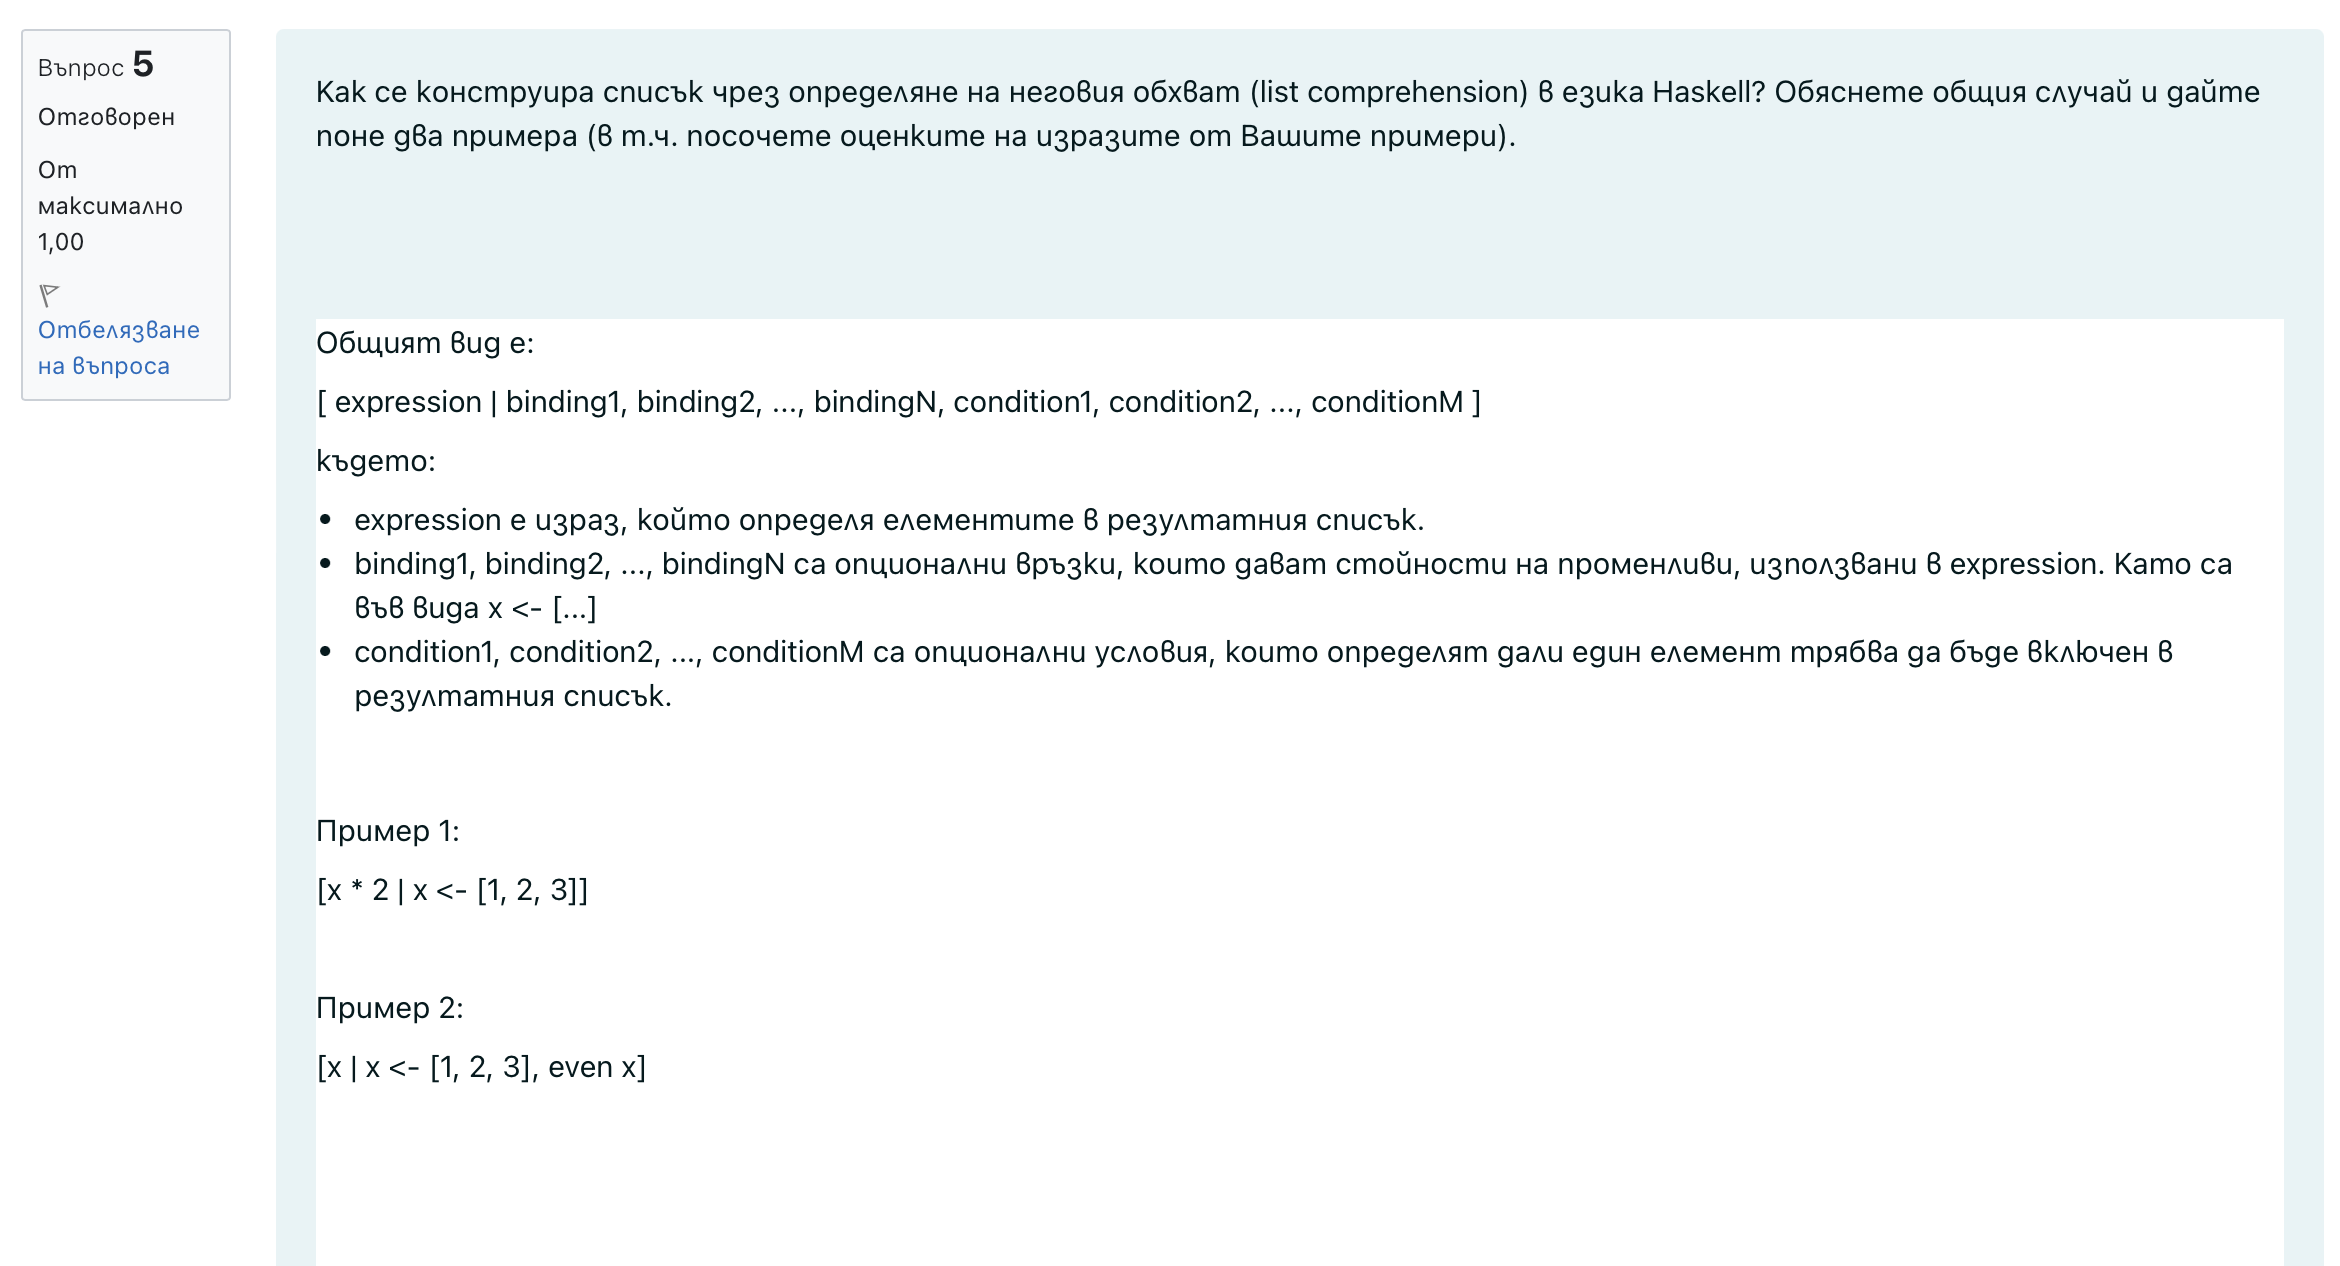 Въпрос 5
Отговорен
От
максимално
1,00
Отбелязване
на въпроса
Как се конструира списък чрез определяне на неговия обхват (list comprehension) в езика Haskell? Обяснете общия случай и дайте
поне два примера (в т.ч. посочете оценките на изразите от Вашите примери).
Общият вид е:
[ expression | binding1, binding2, ..., bindingN, condition1, condition2, ..., conditionM ]
където:
• expression е израз, който определя елементите в резултатния списък.
• binding1, binding2, ..., bindingN са опционални връзки, които дават стойности на променливи, използвани в expression. Като са
във вида x <- [...]
• condition1, condition2, ..., conditionM са опционални условия, които определят дали един елемент трябва да бъде включен в
резултатния списък.
Пример 1:
[x * 2 | x <- [1, 2, 3]]
Пример 2:
[x | x <- [1, 2, 3], even x]